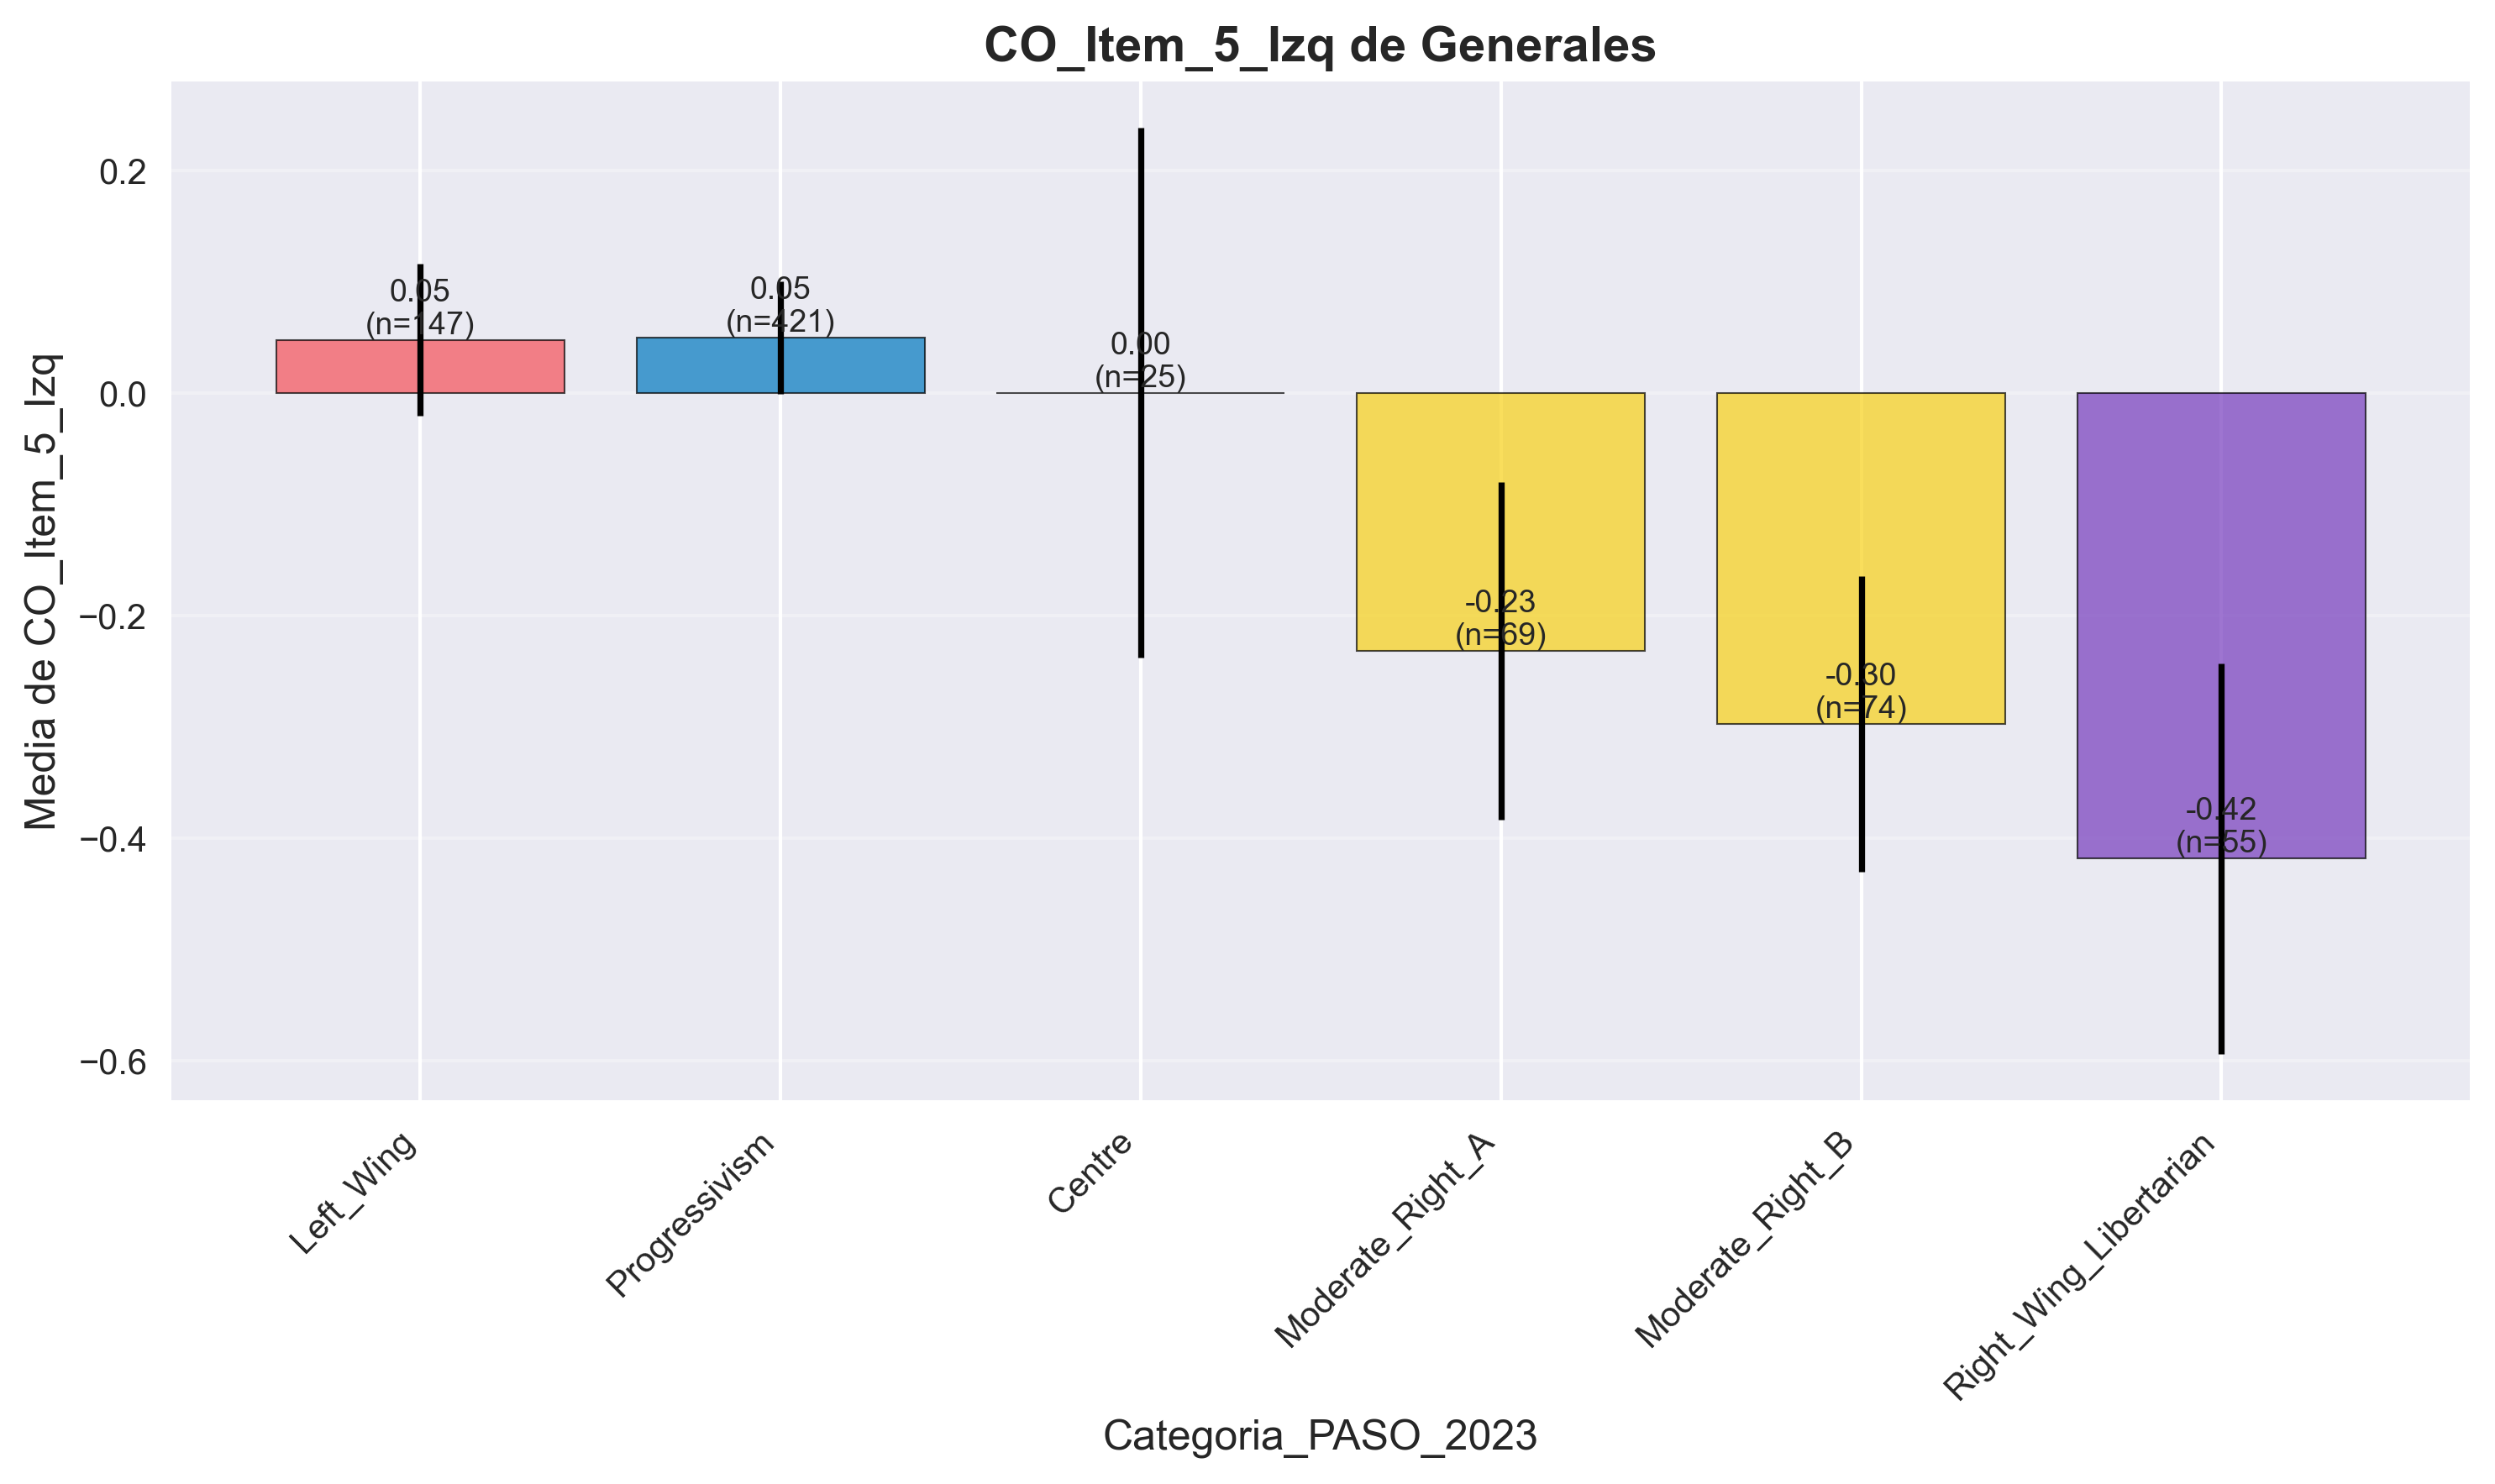 CO_Item_5_Izq de Generales
Media de CO_Item_5_Izq
0.2
0.0
−0.2
−0.4
−0.6
0.05
(n=147)
0.05
(n=421)
0.00
(n=25)
-0.23
(n=69)
-0.30
(n=74)
-0.42
(n=55)
Left_Wing
Progressivism
Centre
Moderate_Right_A
Moderate_Right_B
Right_Wing_Libertarian
Categoria_PASO_2023